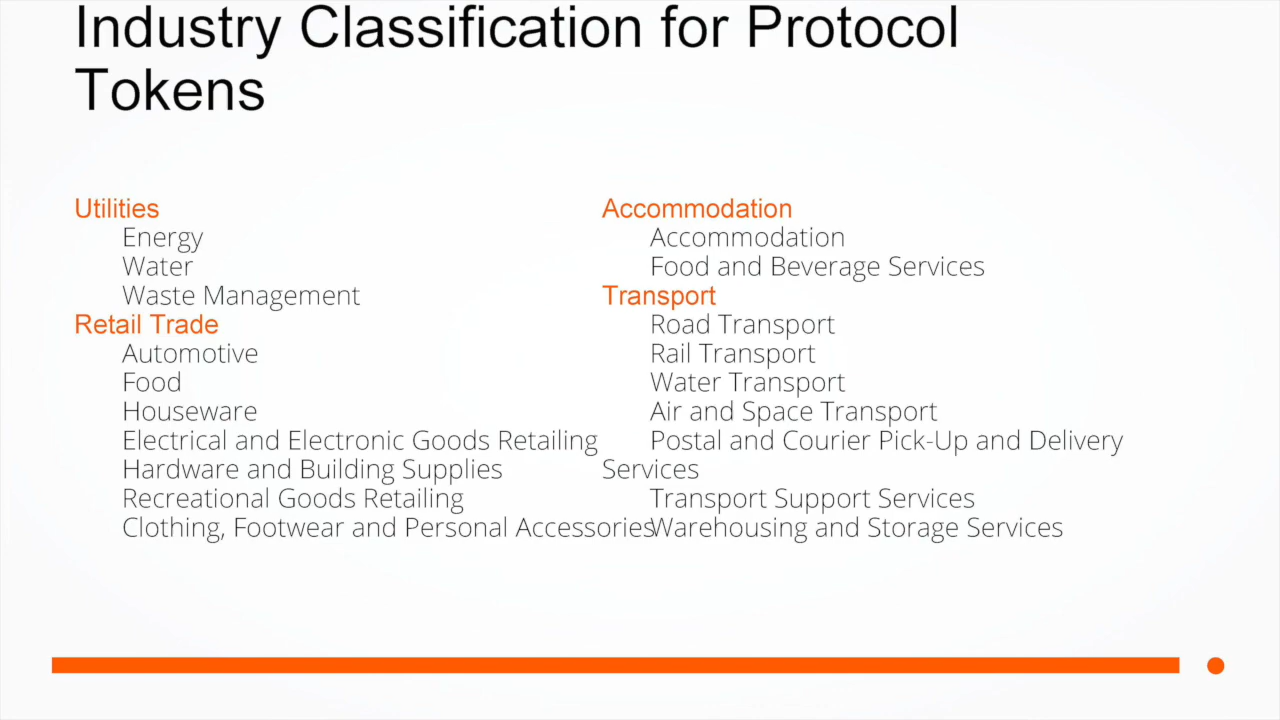 Industry Classification for Protocol
Tokens
Utilities
Energy
Water
Waste Management
Retail Trade
Automotive
Food
Houseware
Electrical and Electronic Goods Retailing
Hardware and Building Supplies
Recreational Goods Retailing
Clothing, Footwear and Personal Accessories
Accommodation
Accommodation
Food and Beverage Services
Transport
Road Transport
Rail Transport
Water Transport
Air and Space Transport
Postal and Courier Pick-Up and Delivery
Services
Transport Support Services
Warehousing and Storage Services